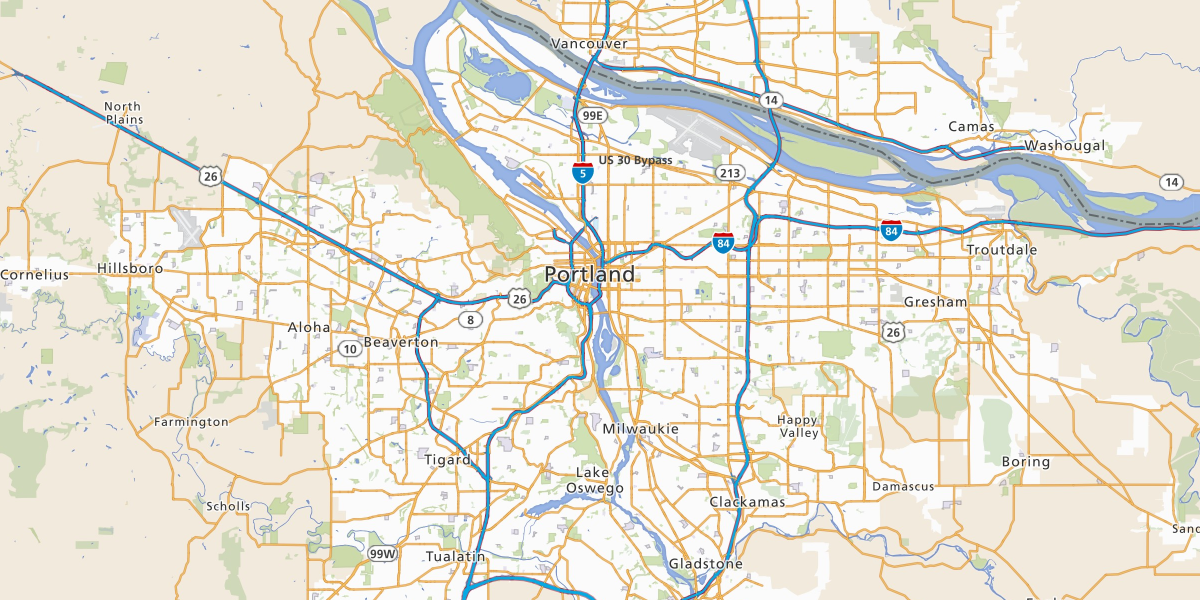 Vancouver
14
North
Plains
99E
Camas
Washougal
US 30 Bypass
5
213
26
14
84
84
Troutdale
Cornelius
Hillsboro
Portland
26
Gresham
8
26
Aloha
Beaverton
10
Farmington
Happy
Valley
Milwaukie
Tigard
Boring
Lake
Oswego
Damascus
Scholls
Clackamas
Sand
99W
Tualatin
Gladstone